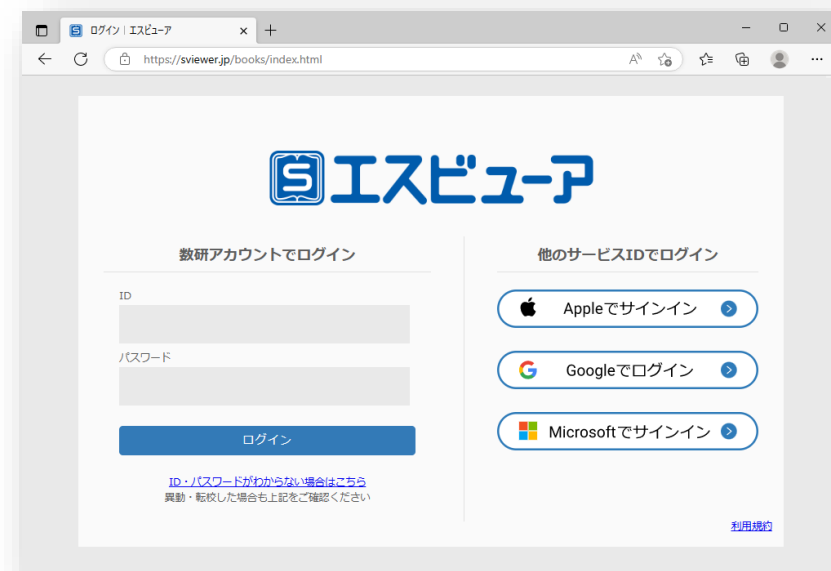 ログイン | エスビューア
https://sviewer.jp/books/index.html
S エスビューア
数研アカウントでログイン
ID
パスワード
ログイン
ID・パスワードがわからない場合はこちら
異動・転校した場合も上記をご確認ください
他のサービスIDでログイン
Appleでサインイン
Googleでログイン
Microsoftでサインイン
利用規約